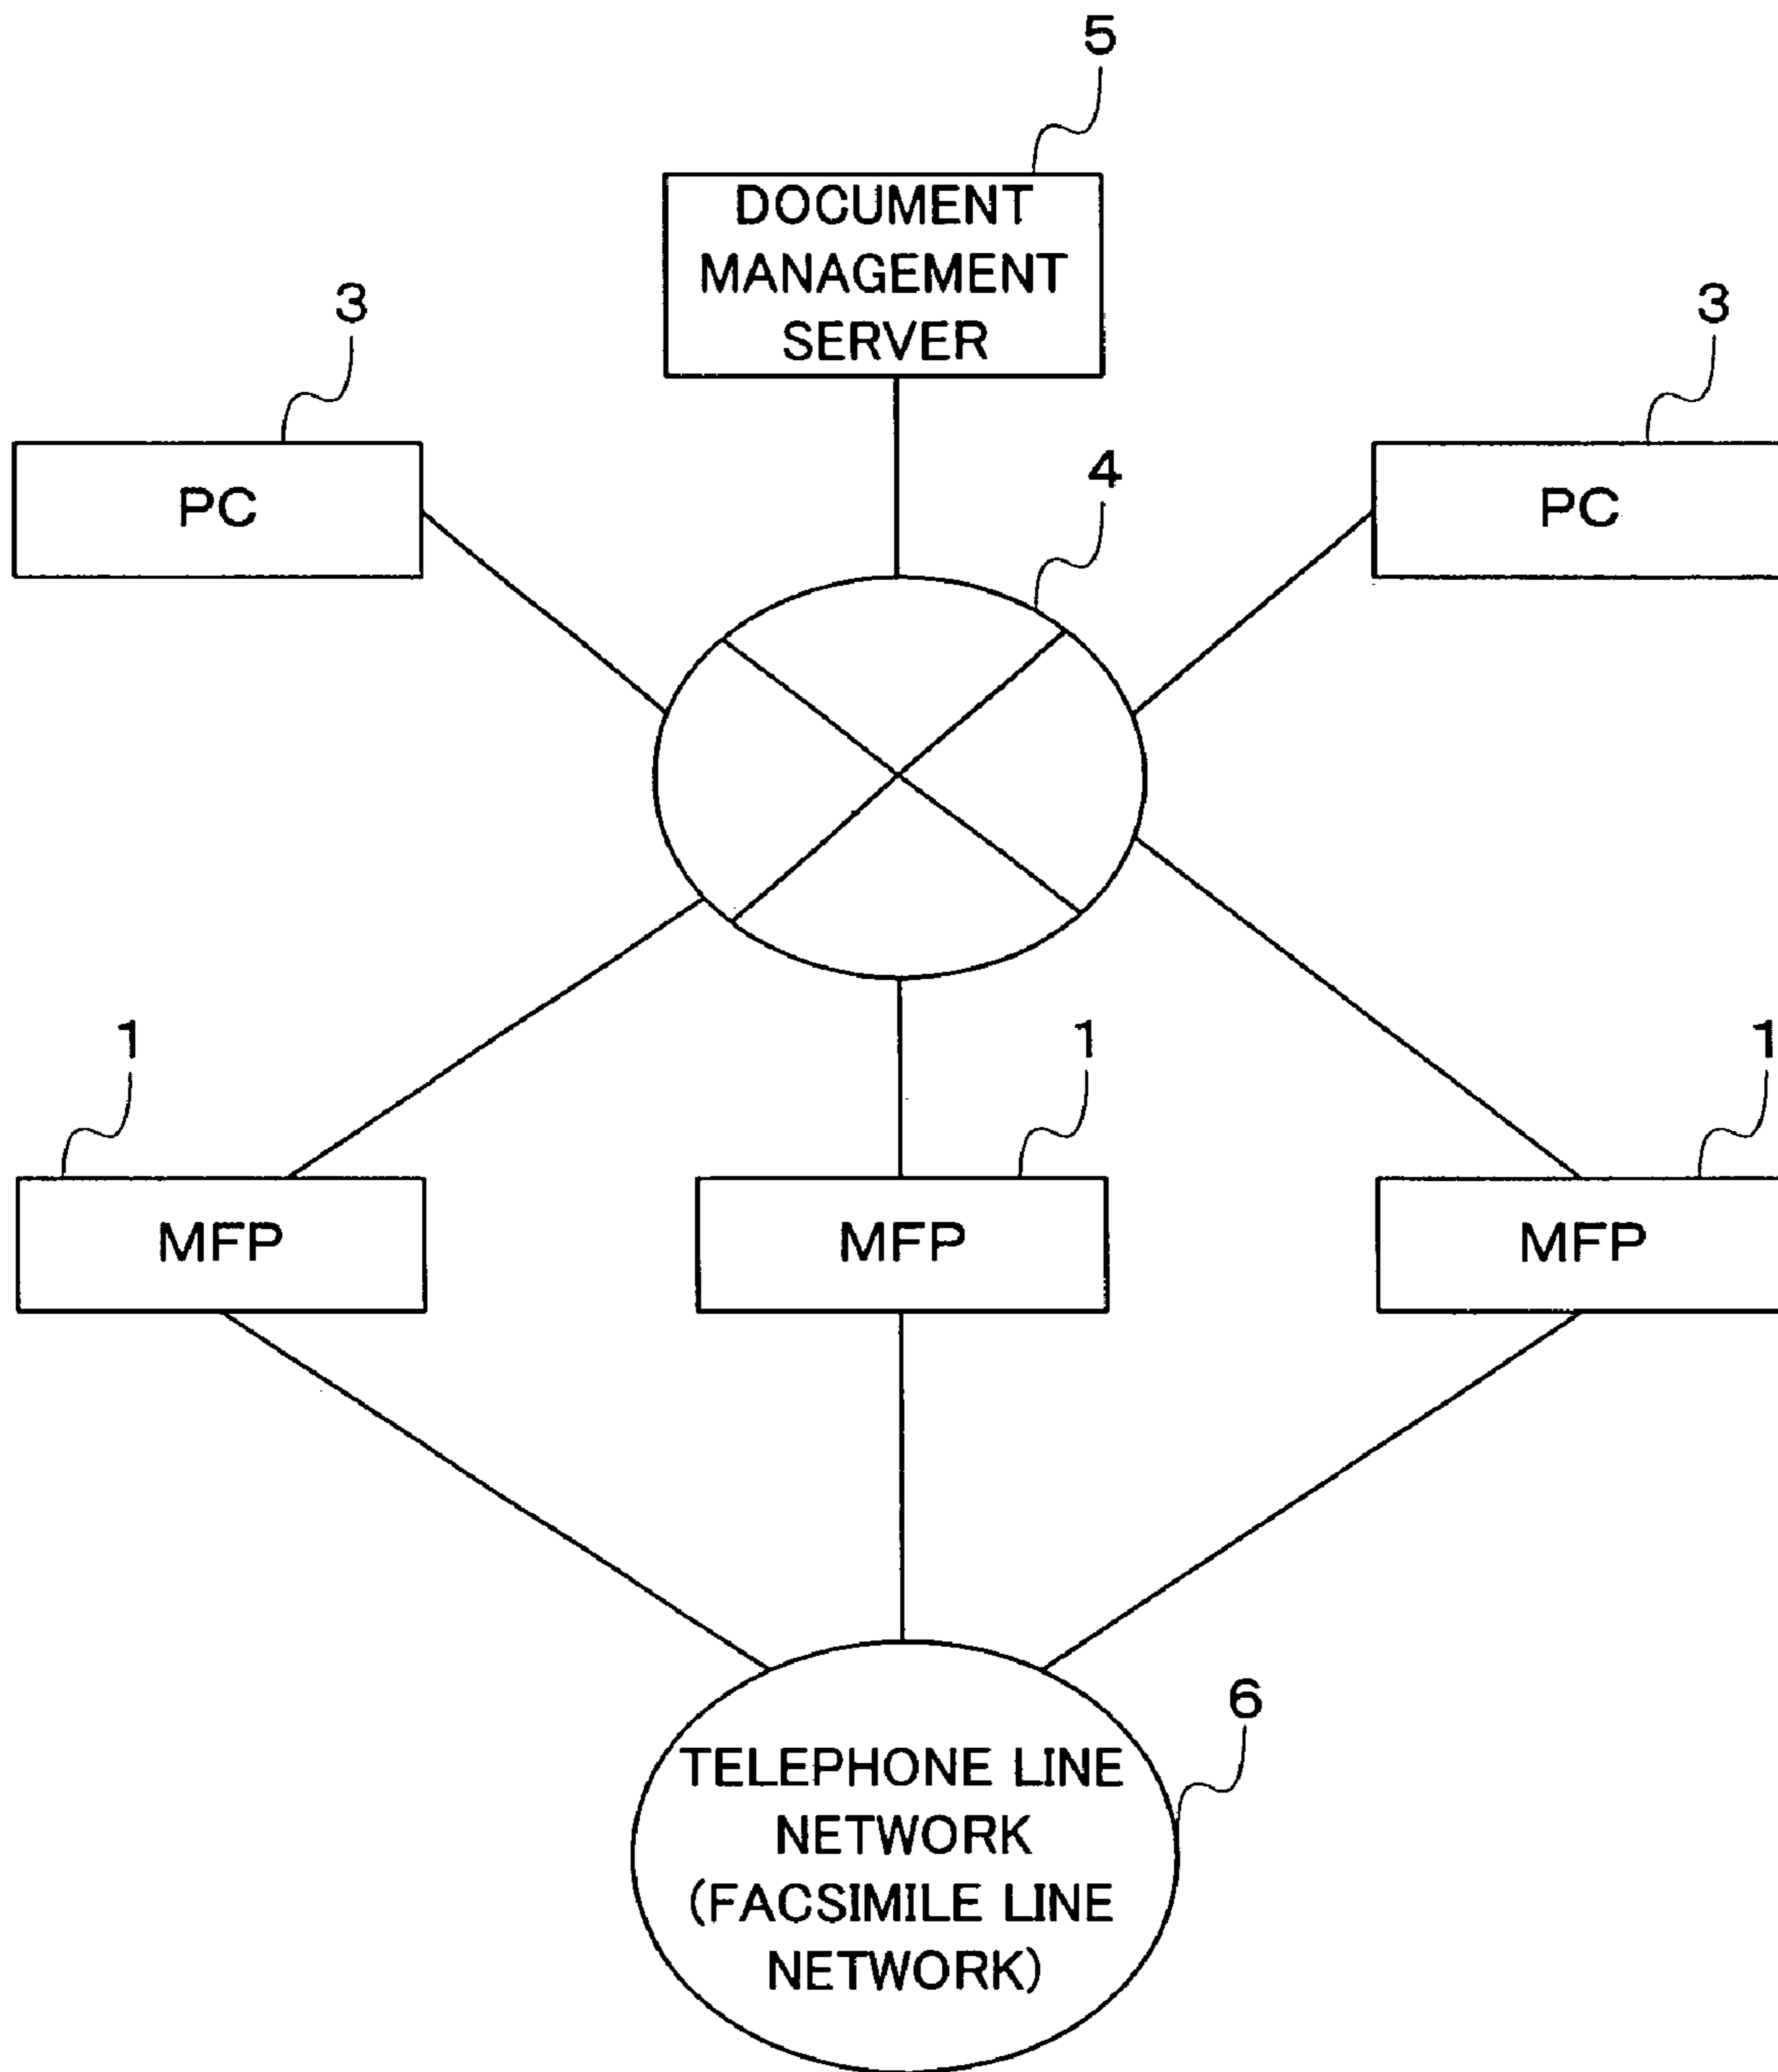 5
DOCUMENT
MANAGEMENT
SERVER
3
3
PC
4
PC
1
1
1
MFP
MFP
MFP
6
TELEPHONE LINE
NETWORK
(FACSIMILE LINE
NETWORK)